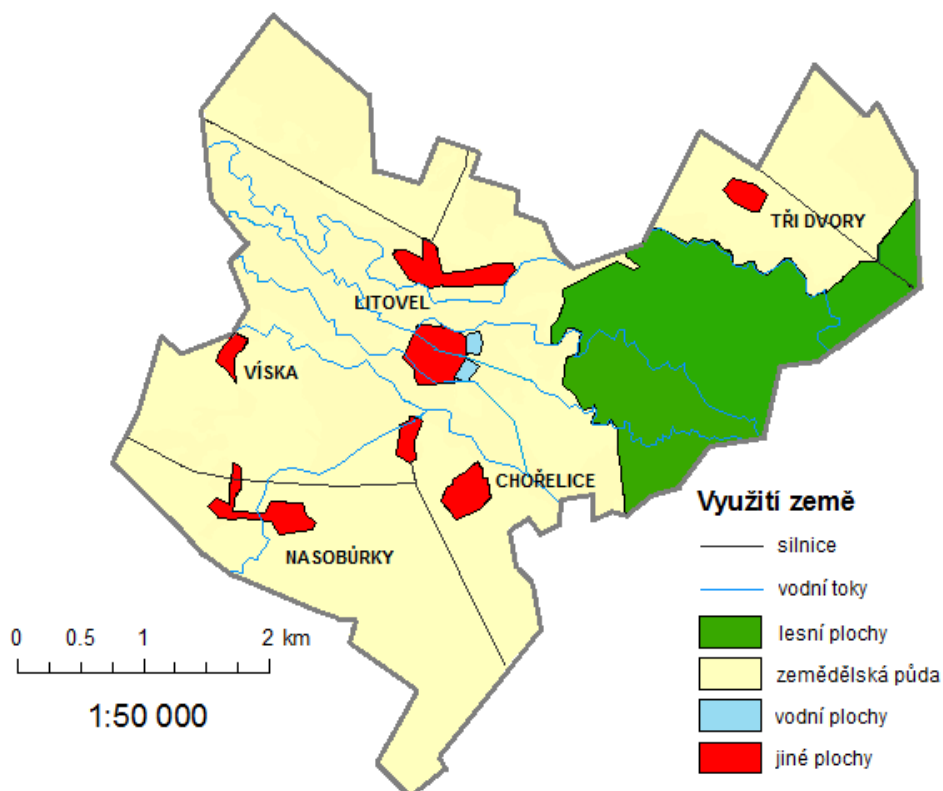 TŘI DVORY
LITOVEL
VÍSKA
CHOŘELICE
NASOBŮRKY
Využití země
silnice
vodní toky
lesní plochy
zemědělská půda
vodní plochy
jiné plochy
0 0.5 1 2 km
1:50 000